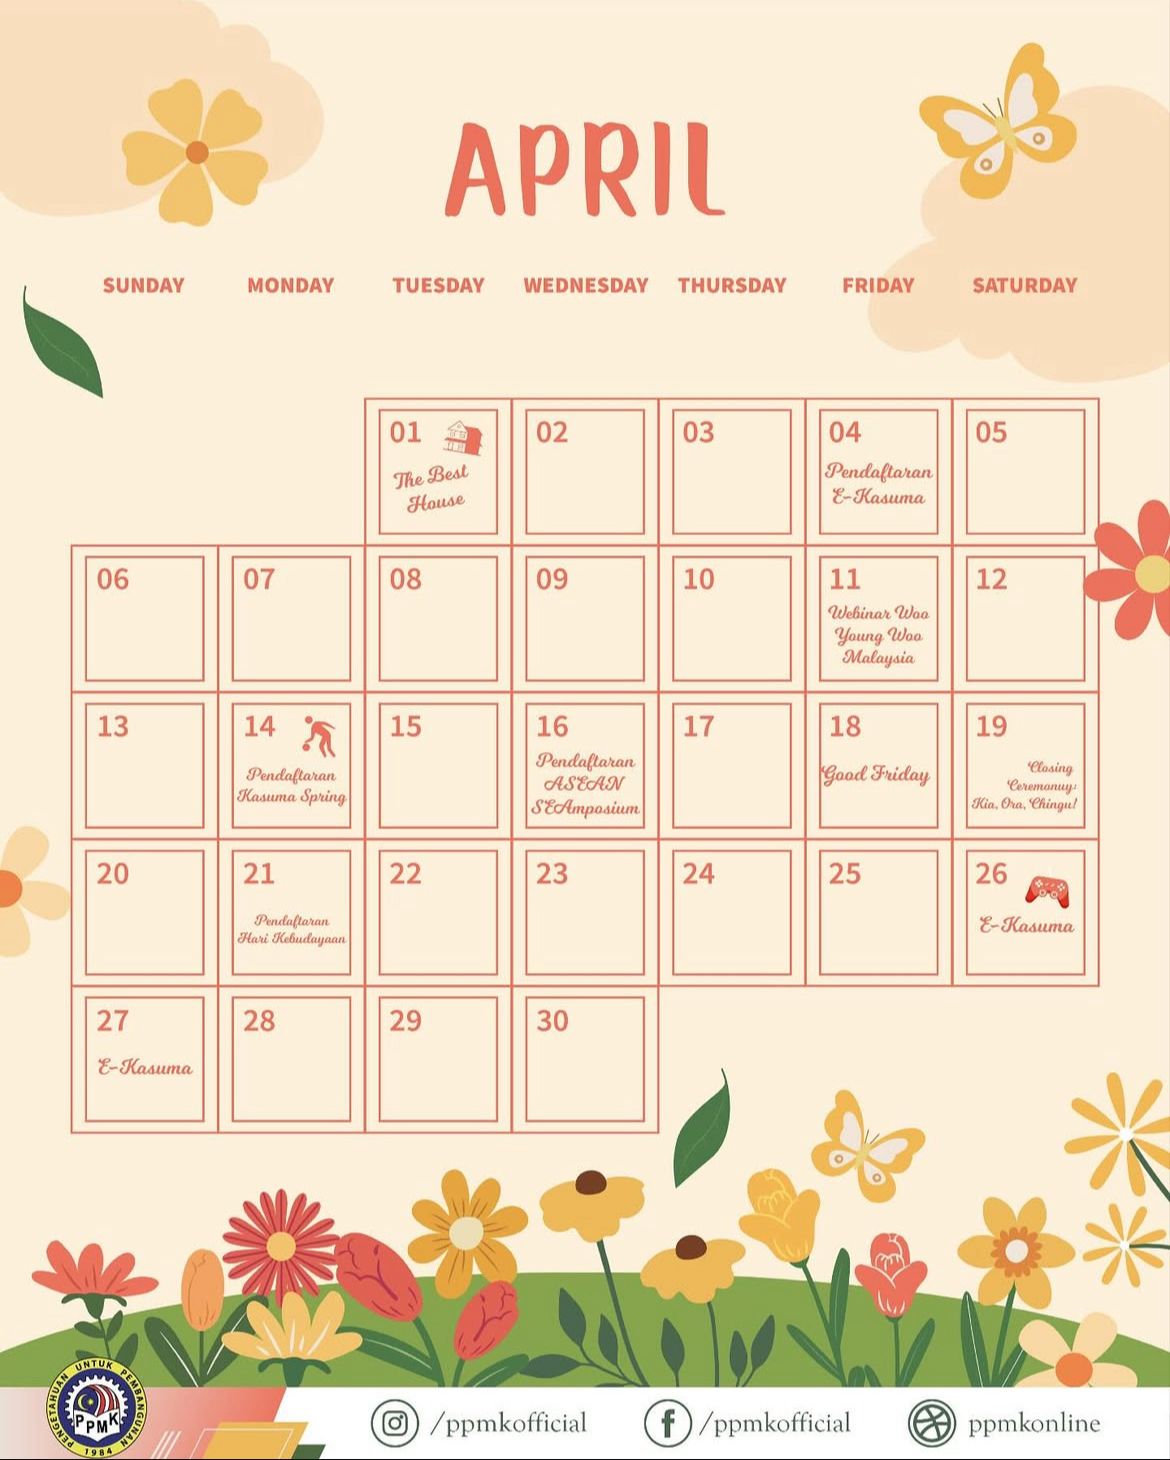 APRIL
SUNDAY MONDAY TUESDAY WEDNESDAY THURSDAY FRIDAY SATURDAY
01
The Best
House
02
03
04
Pendaftaran
E-Kasuma
05
06
07
08
09
10
11
Webinar Woo
Young Woo
Malaysia
12
13
14
Pendaftaran
Kasuma Spring
15
16
Pendaftaran
ASEAN
SEAmposium
17
18
Good Friday
19
Closing
Ceremonuy:
Kia, Ora, Chingu!
20
21
Pendaftaran
Hari Kebudayaan
22
23
24
25
26
E-Kasuma
27
E-Kasuma
28
29
30
PENGETAHUAN UNTUK PEMBANGUNAN
PPMK
1984
/ppmkofficial
/ppmkofficial
ppmkonline